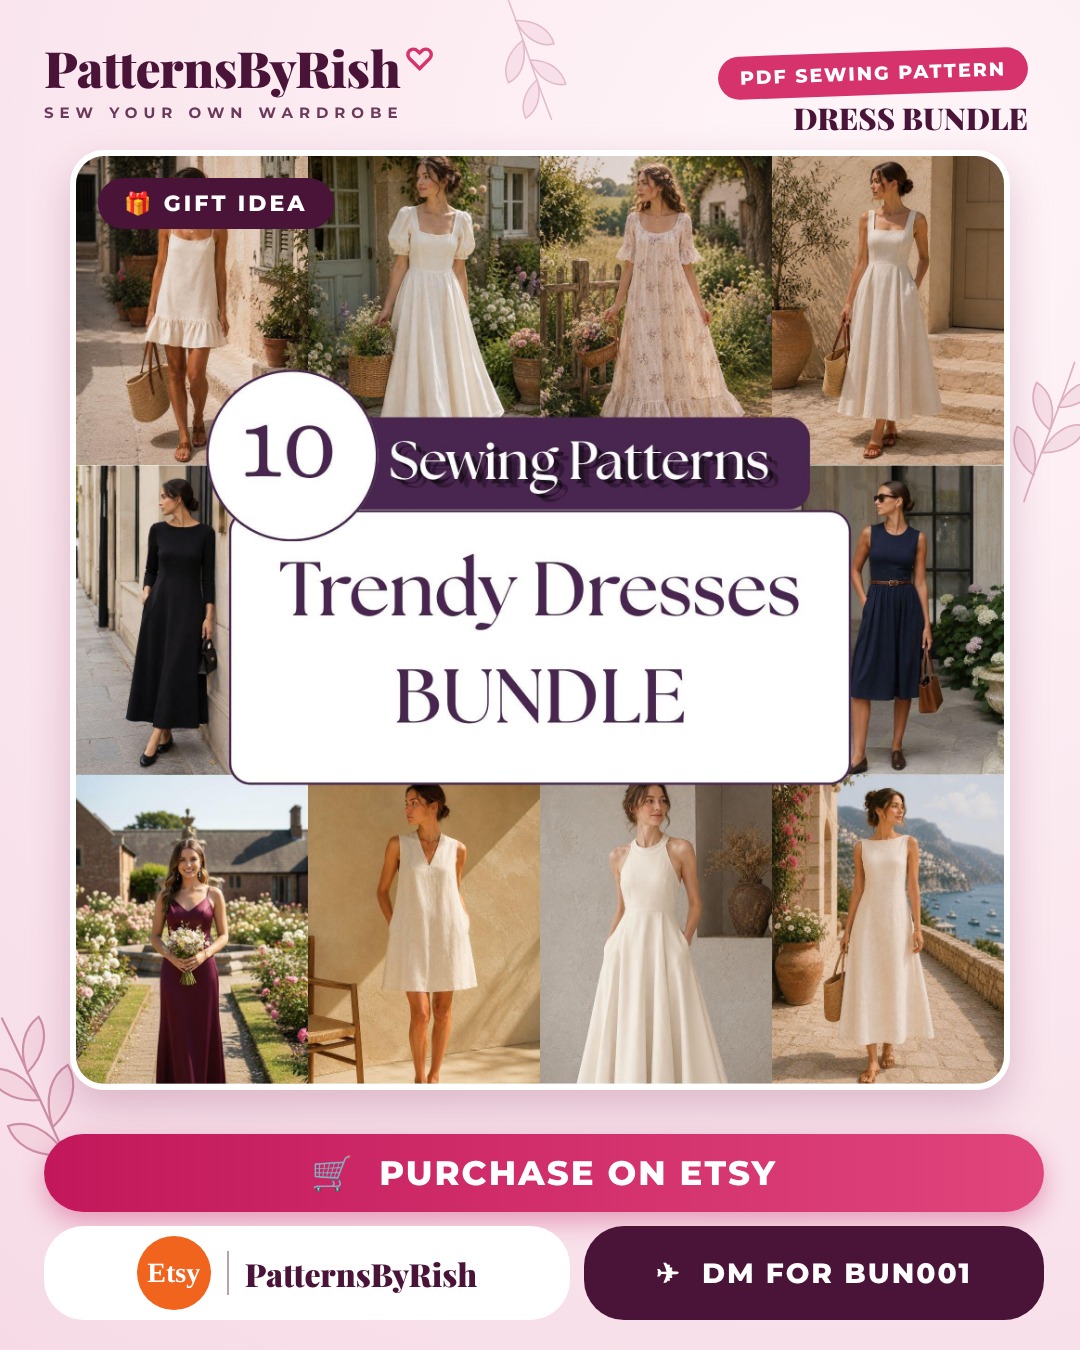 PatternsByRish
SEW YOUR OWN WARDROBE
PDF SEWING PATTERN
DRESS BUNDLE
GIFT IDEA
10
Sewing Patterns
Trendy Dresses
BUNDLE
PURCHASE ON ETSY
Etsy
PatternsByRish
DM FOR BUN001